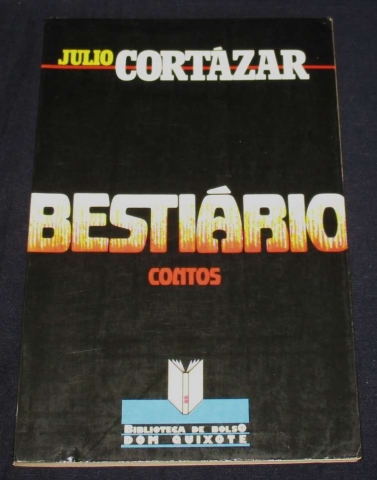 JULIO CORTÁZAR
BESTIÁRIO
CONTOS
BIBLIOTECA DE BOLSO
DOM QUIXOTE